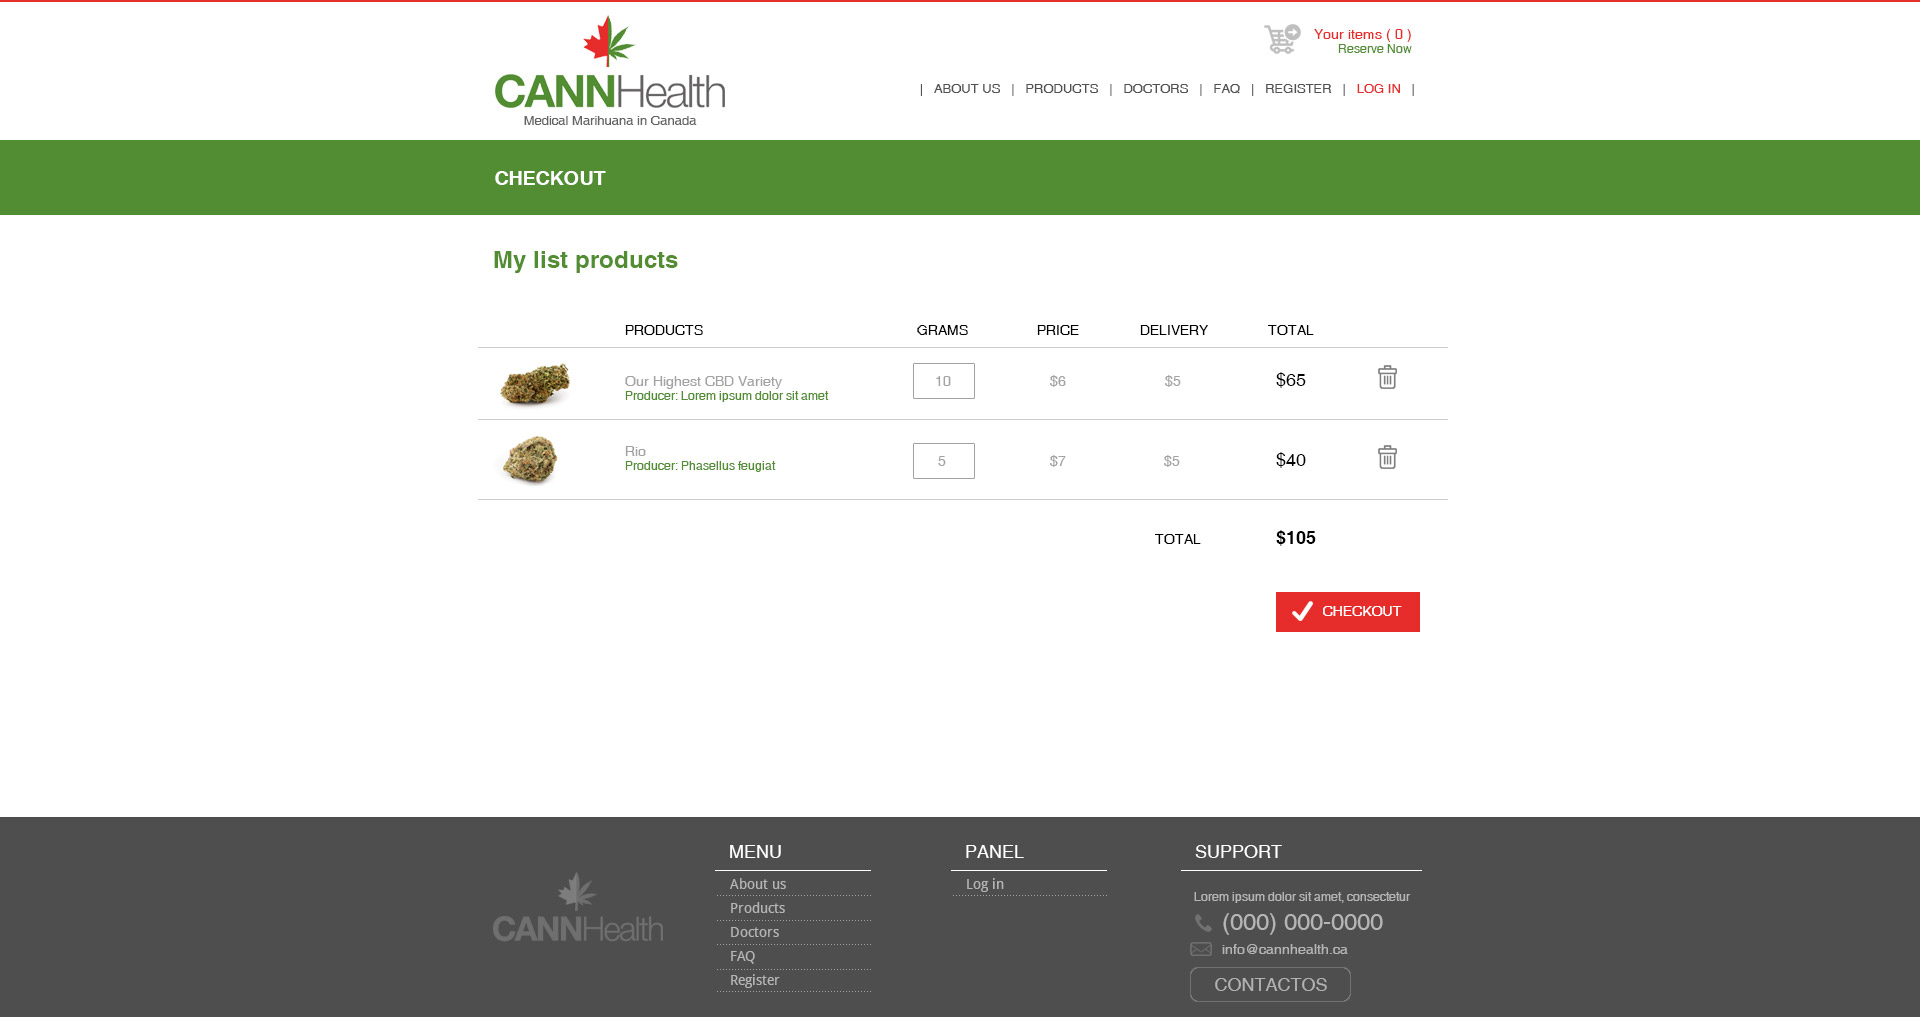 Your items ( 0 )
Reserve Now
CANNHealth
Medical Marihuana in Canada
| ABOUT US | PRODUCTS | DOCTORS | FAQ | REGISTER | LOG IN |
CHECKOUT
My list products
PRODUCTS GRAMS PRICE DELIVERY TOTAL
Our Highest CBD Variety 10 $6 $5 $65
Producer: Lorem ipsum dolor sit amet
Rio 5 $7 $5 $40
Producer: Phasellus feugiat
TOTAL $105
CHECKOUT
CANNHealth
MENU
About us
Products
Doctors
FAQ
Register
PANEL
Log in
SUPPORT
Lorem ipsum dolor sit amet, consectetur
(000) 000-0000
info@cannhealth.ca
CONTACTOS